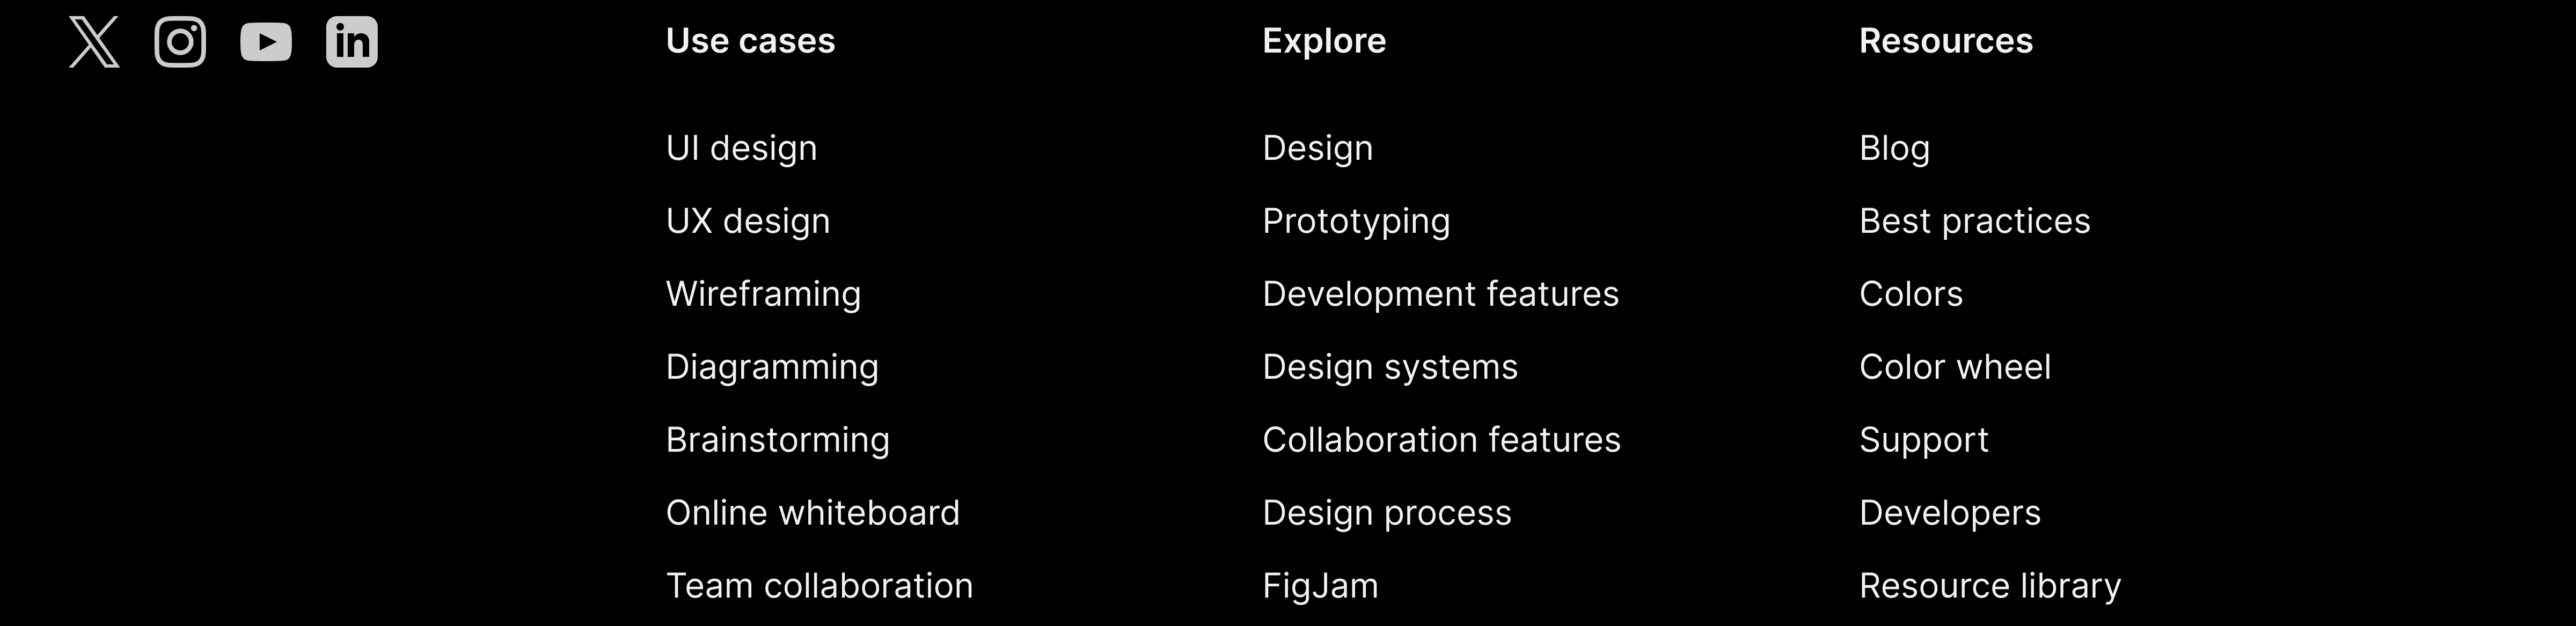 Use cases
UI design
UX design
Wireframing
Diagramming
Brainstorming
Online whiteboard
Team collaboration
Explore
Design
Prototyping
Development features
Design systems
Collaboration features
Design process
FigJam
Resources
Blog
Best practices
Colors
Color wheel
Support
Developers
Resource library